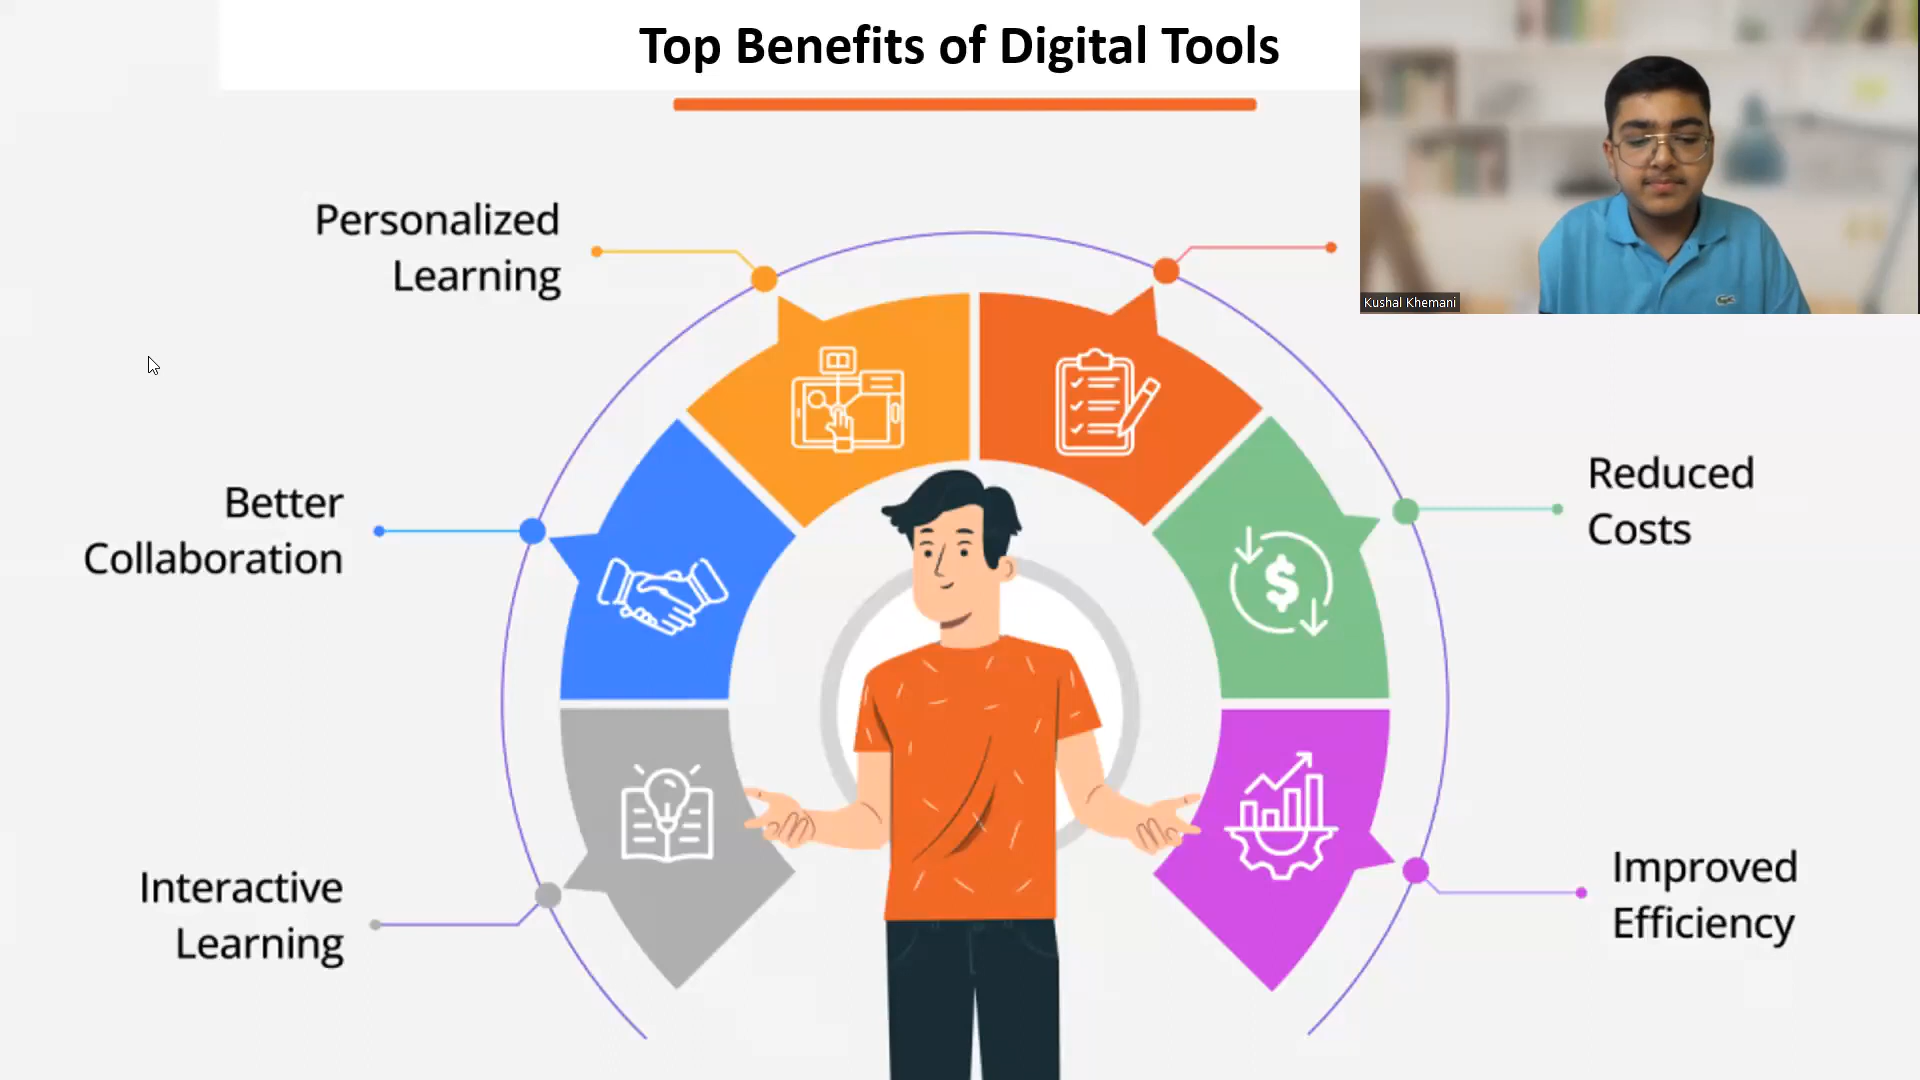 Top Benefits of Digital Tools
Kushal Khemani
Personalized
Learning
Better
Collaboration
Interactive
Learning
Reduced
Costs
Improved
Efficiency
$